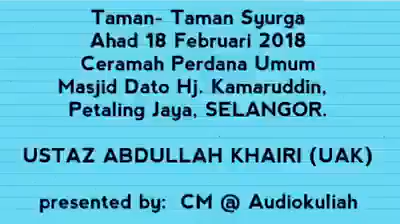 Taman- Taman Syurga
Ahad 18 Februari 2018
Ceramah Perdana Umum
Masjid Dato Hj. Kamaruddin,
Petaling Jaya, SELANGOR.
USTAZ ABDULLAH KHAIRI (UAK)
presented by: CM @ Audiokuliah